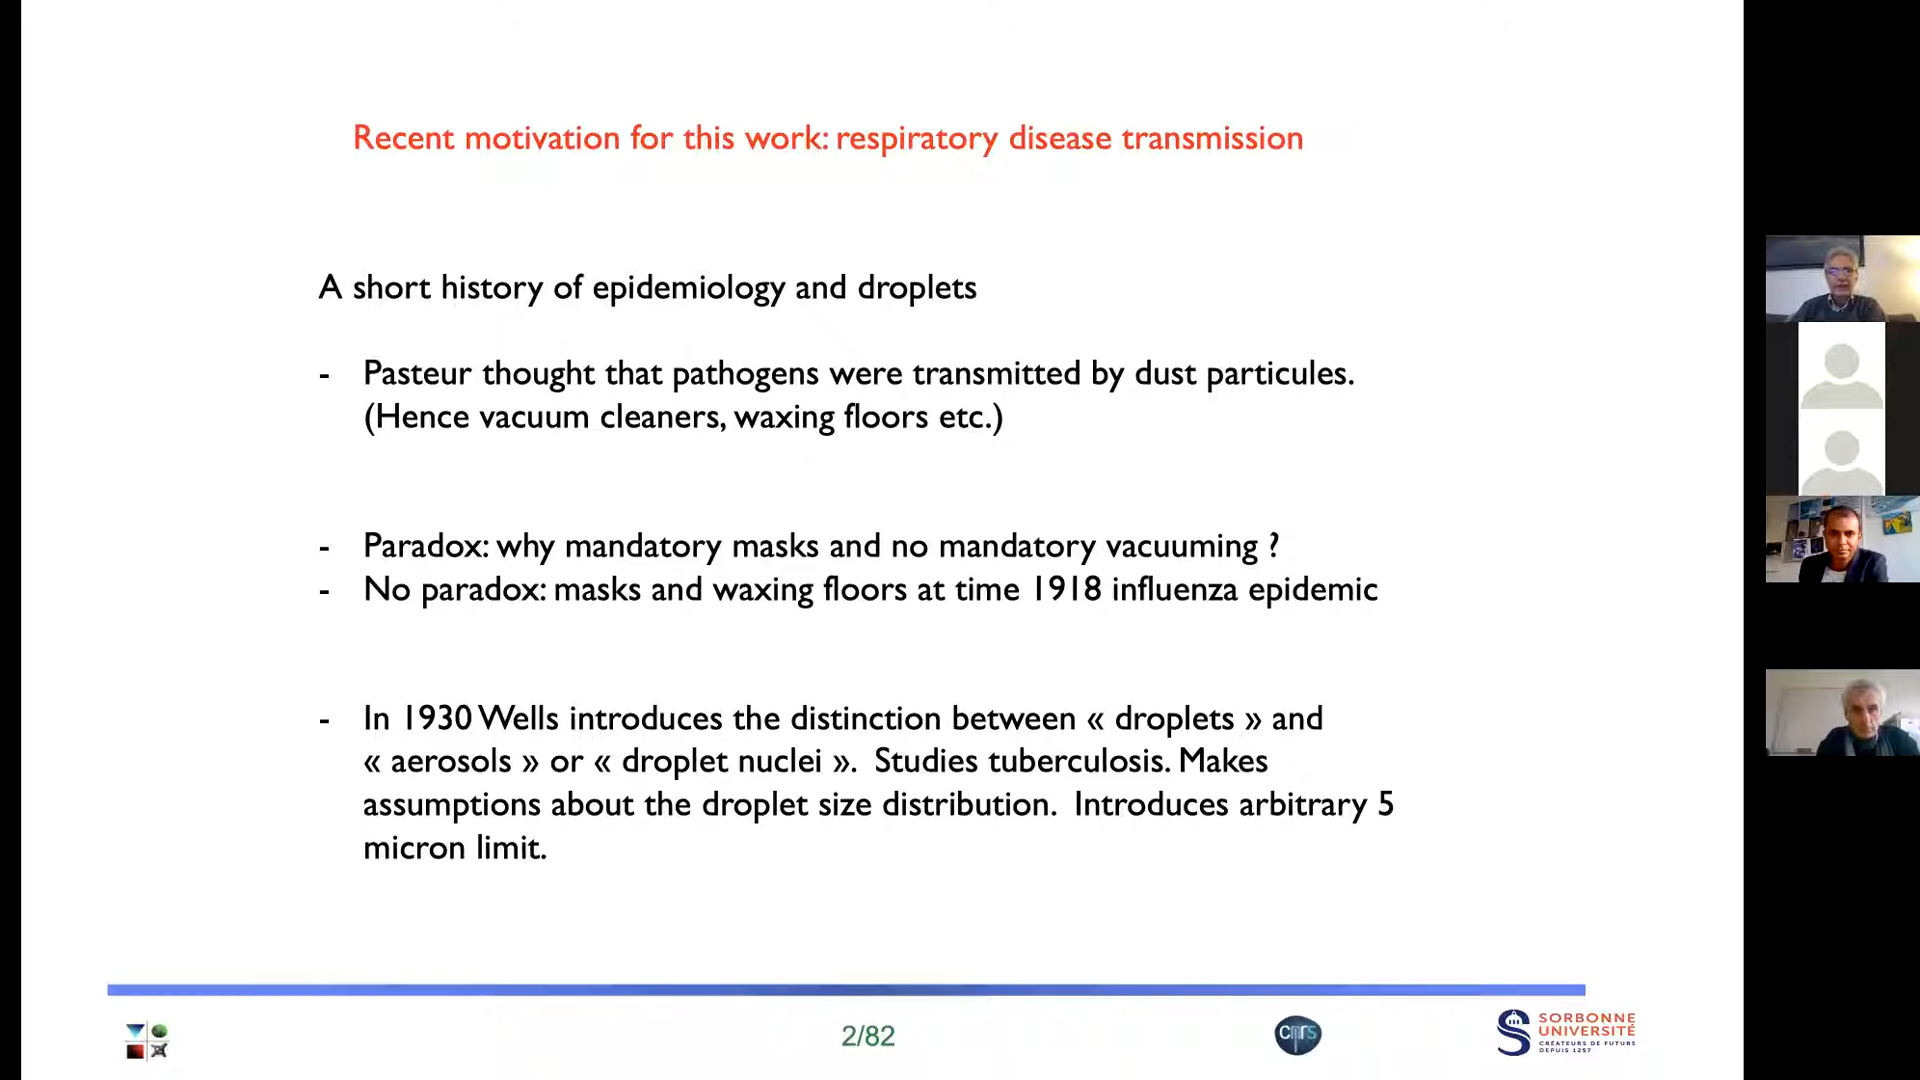 Recent motivation for this work: respiratory disease transmission
A short history of epidemiology and droplets
- Pasteur thought that pathogens were transmitted by dust particules.
(Hence vacuum cleaners, waxing floors etc.)
- Paradox: why mandatory masks and no mandatory vacuuming ?
- No paradox: masks and waxing floors at time 1918 influenza epidemic
- In 1930 Wells introduces the distinction between « droplets » and
« aerosols » or « droplet nuclei ». Studies tuberculosis. Makes
assumptions about the droplet size distribution. Introduces arbitrary 5
micron limit.
2/82
cnrs
SORBONNE
UNIVERSITÉ
CRÉATEURS DE FUTURS
DEPUIS 1257